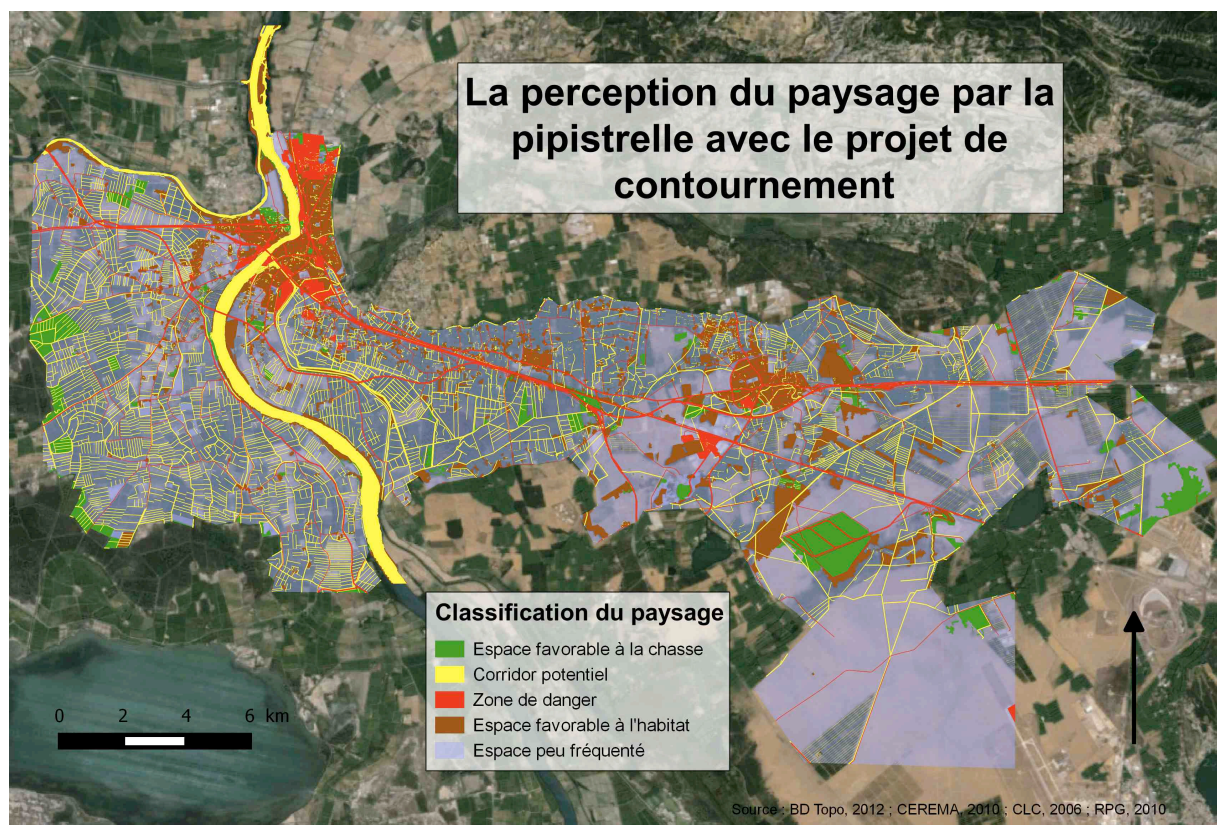 La perception du paysage par la
pipistrelle avec le projet de
contournement
Classification du paysage
Espace favorable à la chasse
Corridor potentiel
Zone de danger
Espace favorable à l'habitat
Espace peu fréquenté
0 2 4 6 km
Source : BD Topo, 2012 ; CEREMA, 2010 ; CLC, 2006 ; RPG, 2010